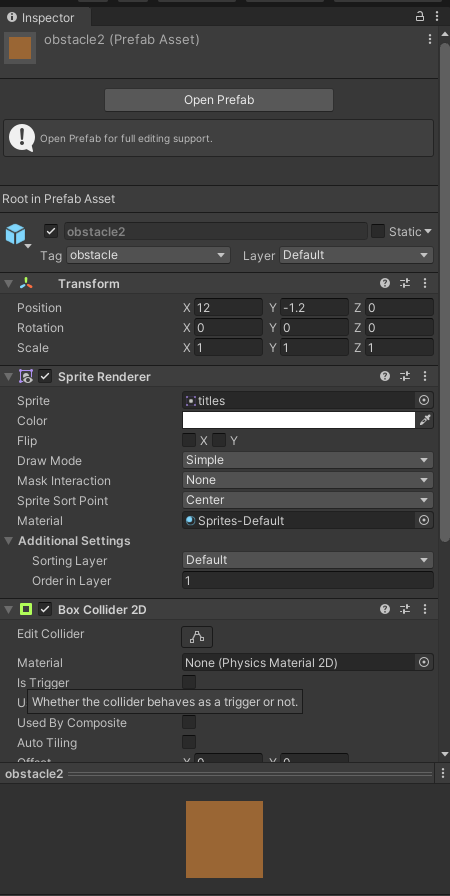 Inspector
obstacle2 (Prefab Asset)
Open Prefab
Open Prefab for full editing support.
Root in Prefab Asset
obstacle2 Static
Tag obstacle Layer Default
Transform
Position X 12 Y -1.2 Z 0
Rotation X 0 Y 0 Z 0
Scale X 1 Y 1 Z 1
Sprite Renderer
Sprite titles
Color
Flip X Y
Draw Mode Simple
Mask Interaction None
Sprite Sort Point Center
Material Sprites-Default
Additional Settings
Sorting Layer Default
Order in Layer 1
Box Collider 2D
Edit Collider
Material None (Physics Material 2D)
Is Trigger
U
Whether the collider behaves as a trigger or not.
Used By Composite
Auto Tiling
Offset X 0 Y 0
obstacle2